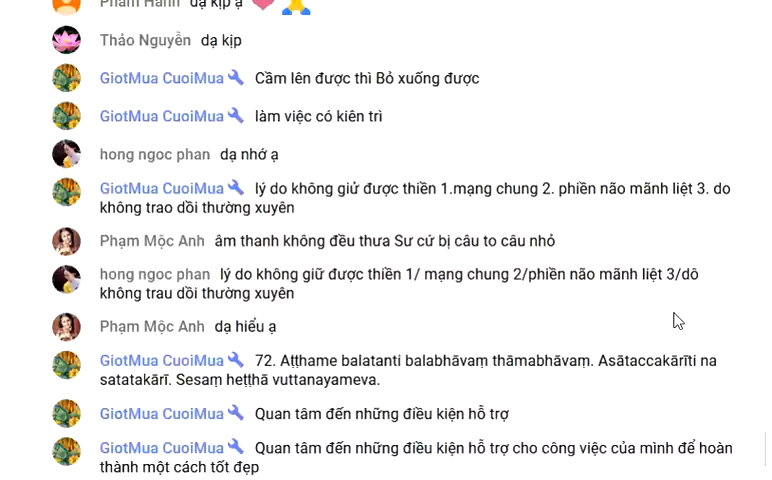 Phạm Hạnh dạ kịp ạ
Thảo Nguyễn dạ kịp
GiotMua CuoiMua Cầm lên được thì Bỏ xuống được
GiotMua CuoiMua làm việc có kiên trì
hong ngoc phan dạ nhớ ạ
GiotMua CuoiMua lý do không giử được thiền 1.mạng chung 2. phiền não mãnh liệt 3. do
không trao dồi thường xuyên
Phạm Mộc Anh âm thanh không đều thưa Sư cứ bị câu to câu nhỏ
hong ngoc phan lý do không giữ được thiền 1/ mạng chung 2/phiền não mãnh liệt 3/dô
không trau dồi thường xuyên
Phạm Mộc Anh dạ hiểu ạ
GiotMua CuoiMua 72. Aṭṭhame balatanti balabhāvaṃ thāmabhāvaṃ. Asātaccakārīti na
satatakārī. Sesaṃ heṭṭhā vuttanayameva.
GiotMua CuoiMua Quan tâm đến những điều kiện hỗ trợ
GiotMua CuoiMua Quan tâm đến những điều kiện hỗ trợ cho công việc của mình để hoàn
thành một cách tốt đẹp